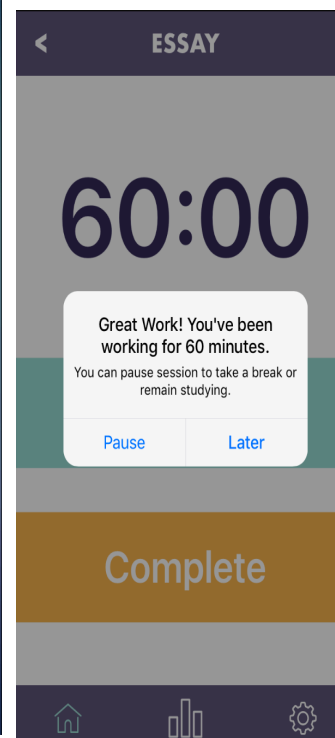 <
ESSAY
60:00
Great Work! You've been
working for 60 minutes.
You can pause session to take a break or
remain studying.
Pause Later
Complete